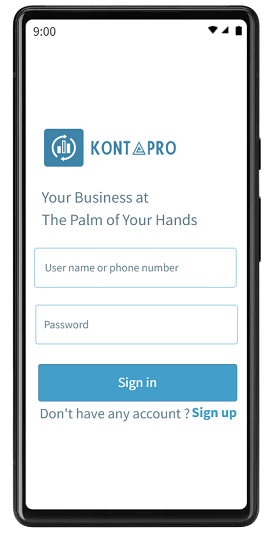 9:00
KONTAPRO
Your Business at
The Palm of Your Hands
User name or phone number
Password
Sign in
Don't have any account ? Sign up